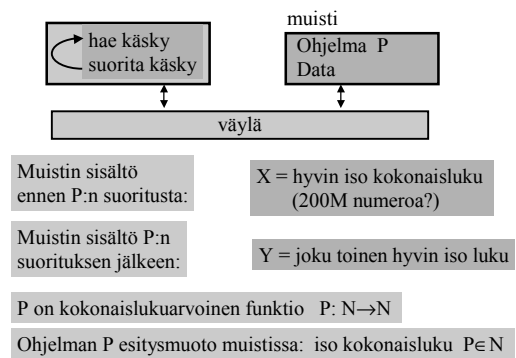 muisti
hae käsky
suorita käsky
Ohjelma P
Data
väylä
Muistin sisältö
ennen P:n suoritusta:
X = hyvin iso kokonaisluku
(200M numeroa?)
Muistin sisältö P:n
suorituksen jälkeen:
Y = joku toinen hyvin iso luku
P on kokonaislukuarvoinen funktio P: N→N
Ohjelman P esitysmuoto muistissa: iso kokonaisluku P∈N